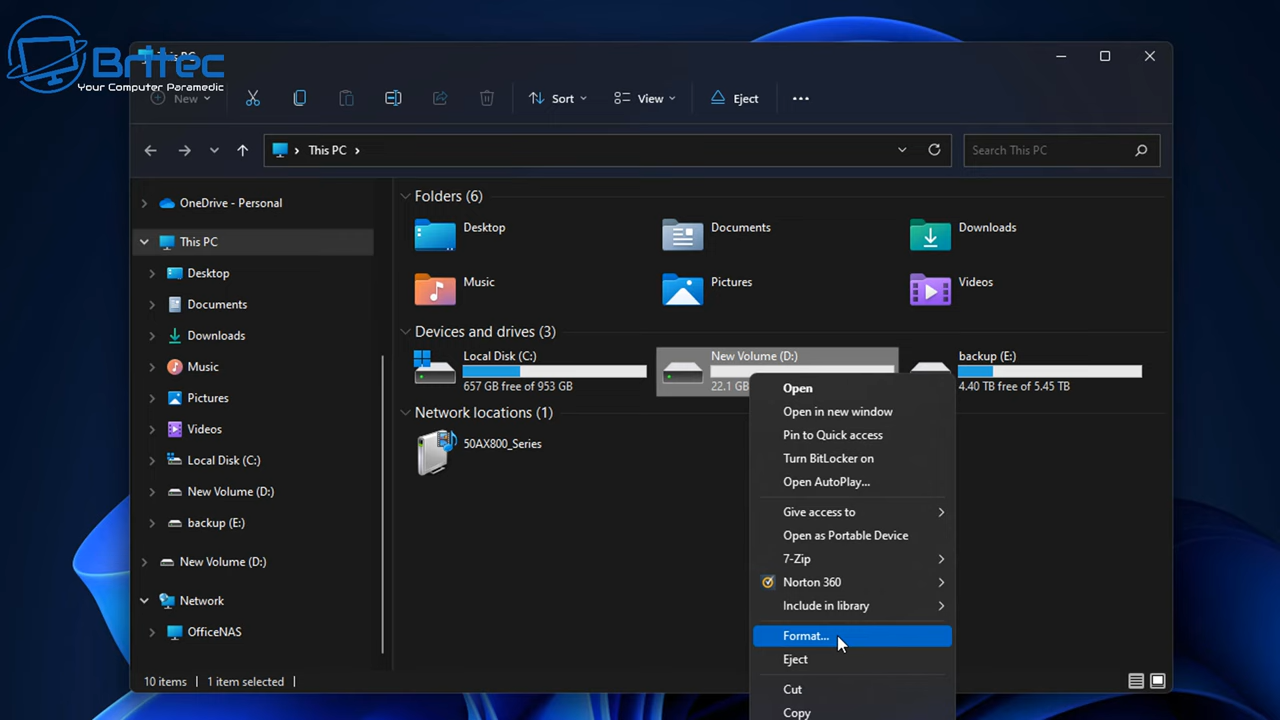 Britec
Your Computer Paramedic
New
Sort
View
Eject
This PC
Search This PC
OneDrive - Personal
This PC
Desktop
Documents
Downloads
Music
Pictures
Videos
Local Disk (C:)
New Volume (D:)
backup (E:)
New Volume (D:)
Network
OfficeNAS
Folders (6)
Desktop
Documents
Downloads
Music
Pictures
Videos
Devices and drives (3)
Local Disk (C:)
657 GB free of 953 GB
New Volume (D:)
22.1 GB
backup (E:)
4.40 TB free of 5.45 TB
Network locations (1)
50AX800_Series
Open
Open in new window
Pin to Quick access
Turn BitLocker on
Open AutoPlay...
Give access to
Open as Portable Device
7-Zip
Norton 360
Include in library
Format...
Eject
Cut
Copy
10 items
1 item selected